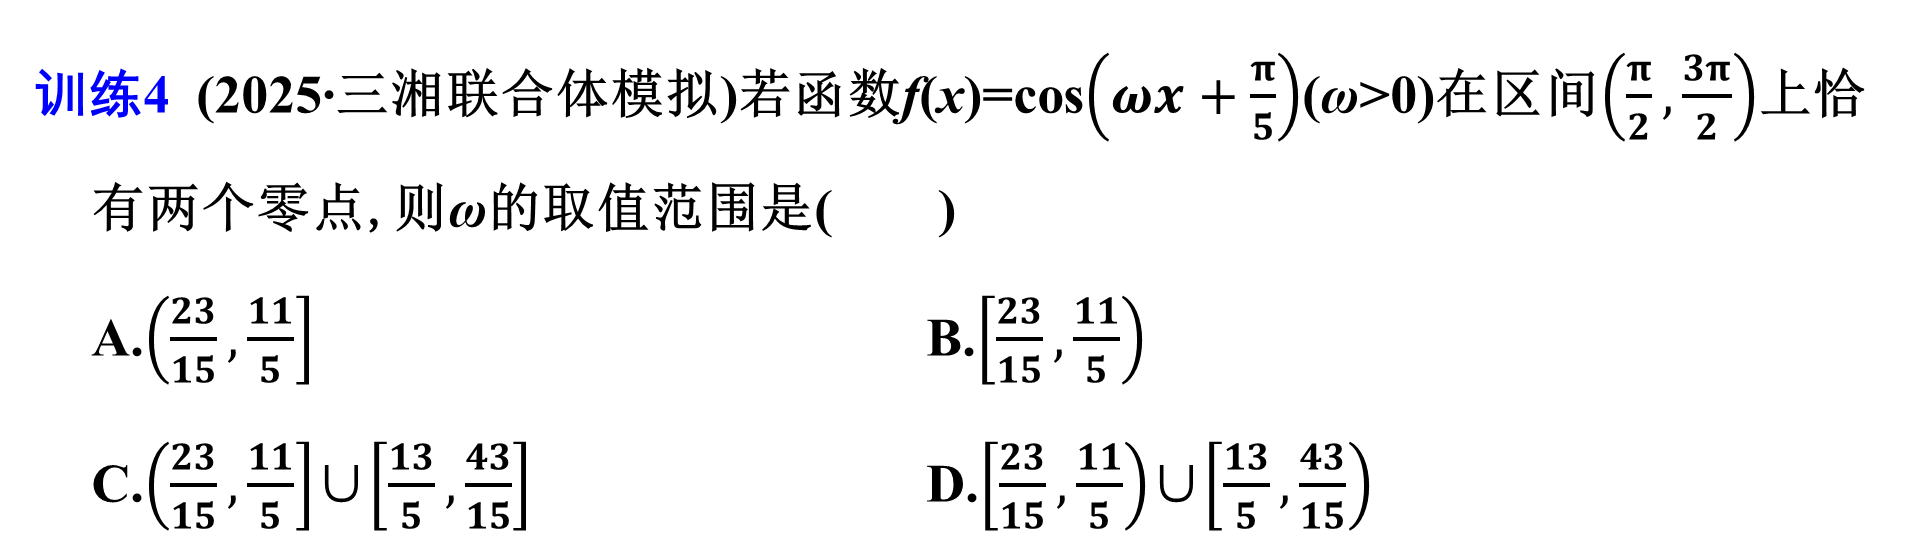 训练4 (2025·三湘联合体模拟)若函数f(x)=cos(ωx + π/5)(ω>0)在区间(π/2, 3π/2)上恰
有两个零点,则ω的取值范围是(  )
A.(23/15, 11/5] B.[23/15, 11/5)
C.(23/15, 11/5]∪[13/5, 43/15] D.[23/15, 11/5)∪[13/5, 43/15)